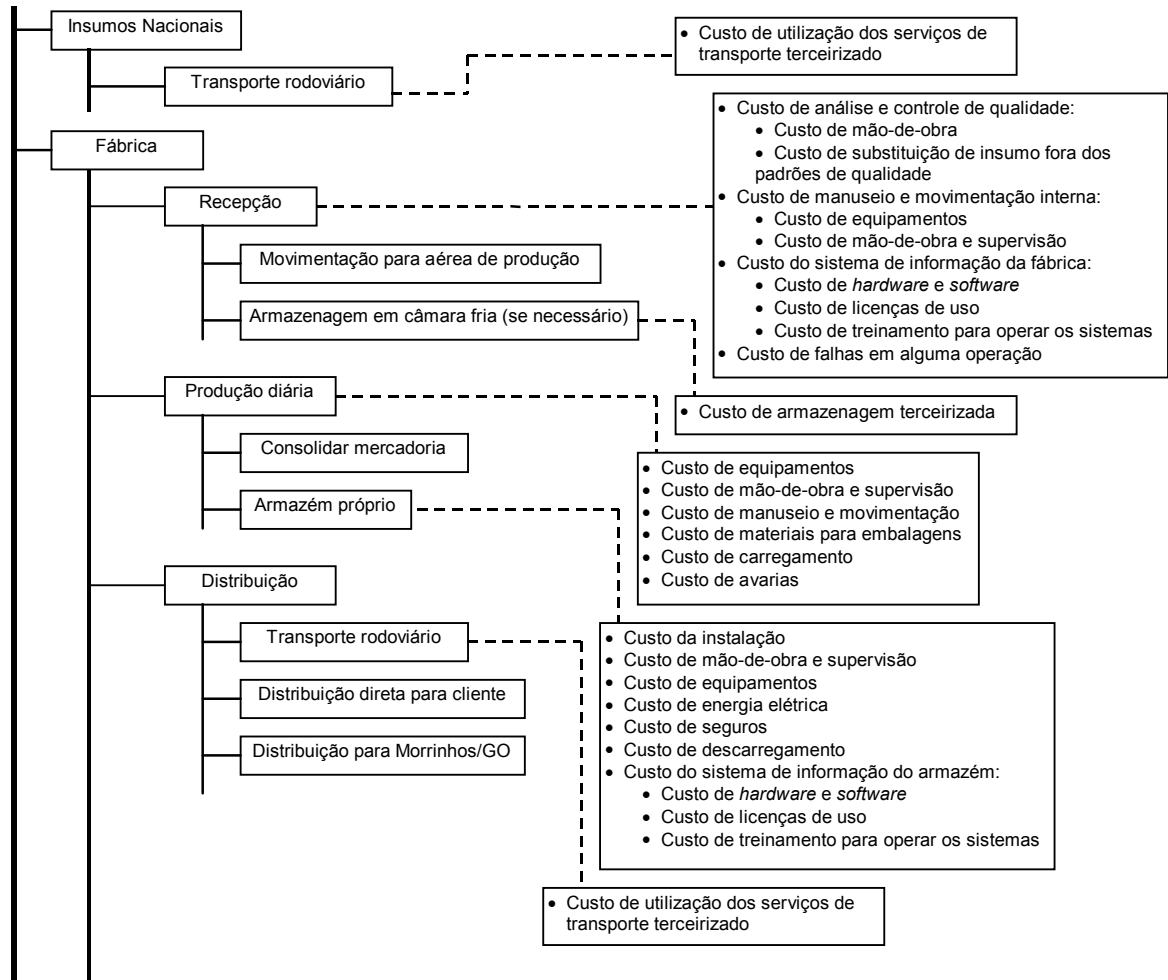 Insumos Nacionais
• Custo de utilização dos serviços de
transporte terceirizado
Transporte rodoviário
Fábrica
• Custo de análise e controle de qualidade:
• Custo de mão-de-obra
• Custo de substituição de insumo fora dos
padrões de qualidade
• Custo de manuseio e movimentação interna:
• Custo de equipamentos
• Custo de mão-de-obra e supervisão
• Custo do sistema de informação da fábrica:
• Custo de hardware e software
• Custo de licenças de uso
• Custo de treinamento para operar os sistemas
• Custo de falhas em alguma operação
Recepção
Movimentação para aérea de produção
Armazenagem em câmara fria (se necessário)
• Custo de armazenagem terceirizada
Produção diária
Consolidar mercadoria
Armazém próprio
• Custo de equipamentos
• Custo de mão-de-obra e supervisão
• Custo de manuseio e movimentação
• Custo de materiais para embalagens
• Custo de carregamento
• Custo de avarias
Distribuição
Transporte rodoviário
Distribuição direta para cliente
Distribuição para Morrinhos/GO
• Custo da instalação
• Custo de mão-de-obra e supervisão
• Custo de equipamentos
• Custo de energia elétrica
• Custo de seguros
• Custo de descarregamento
• Custo do sistema de informação do armazém:
• Custo de hardware e software
• Custo de licenças de uso
• Custo de treinamento para operar os sistemas
• Custo de utilização dos serviços de
transporte terceirizado